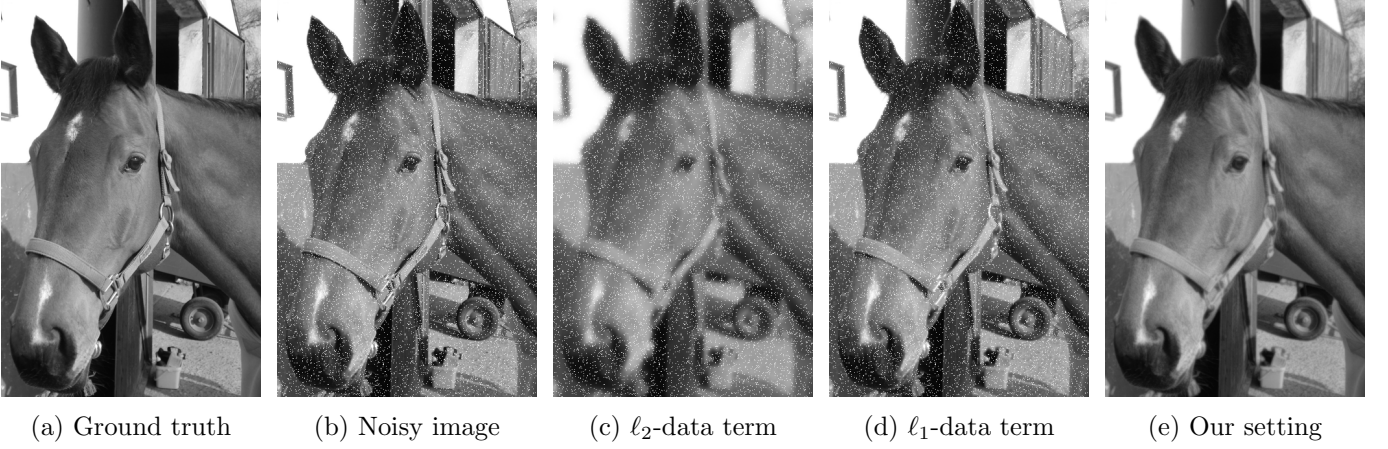 (a) Ground truth
(b) Noisy image
(c) ℓ₂-data term
(d) ℓ₁-data term
(e) Our setting